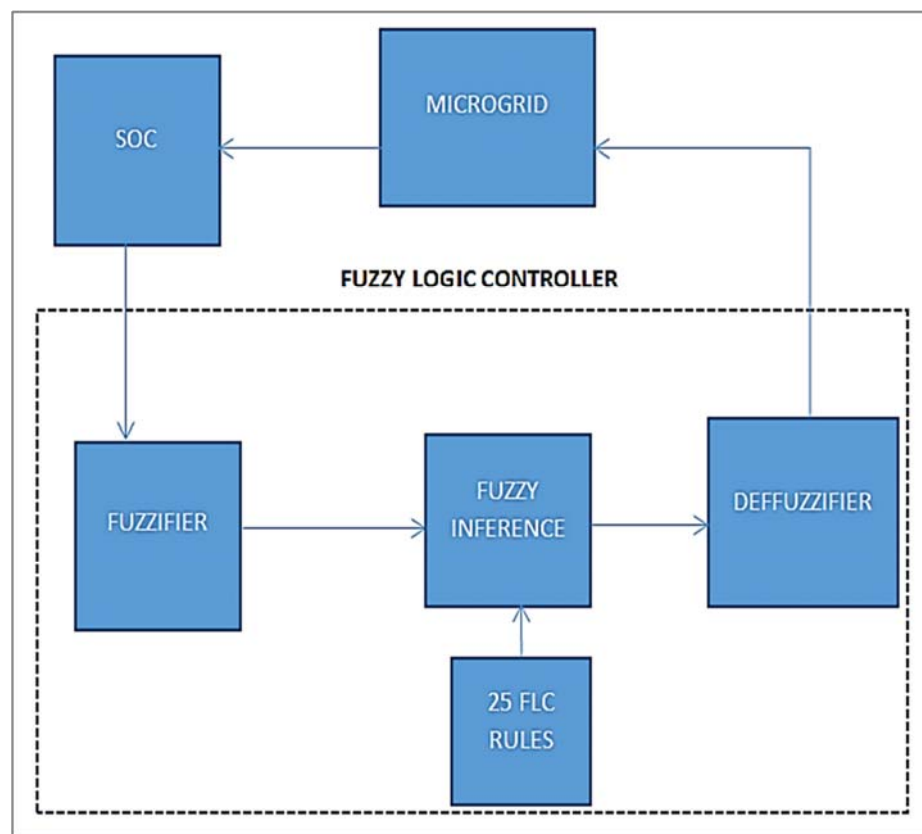 MICROGRID
SOC
FUZZY LOGIC CONTROLLER
FUZZIFIER
FUZZY
INFERENCE
DEFFUZZIFIER
25 FLC
RULES